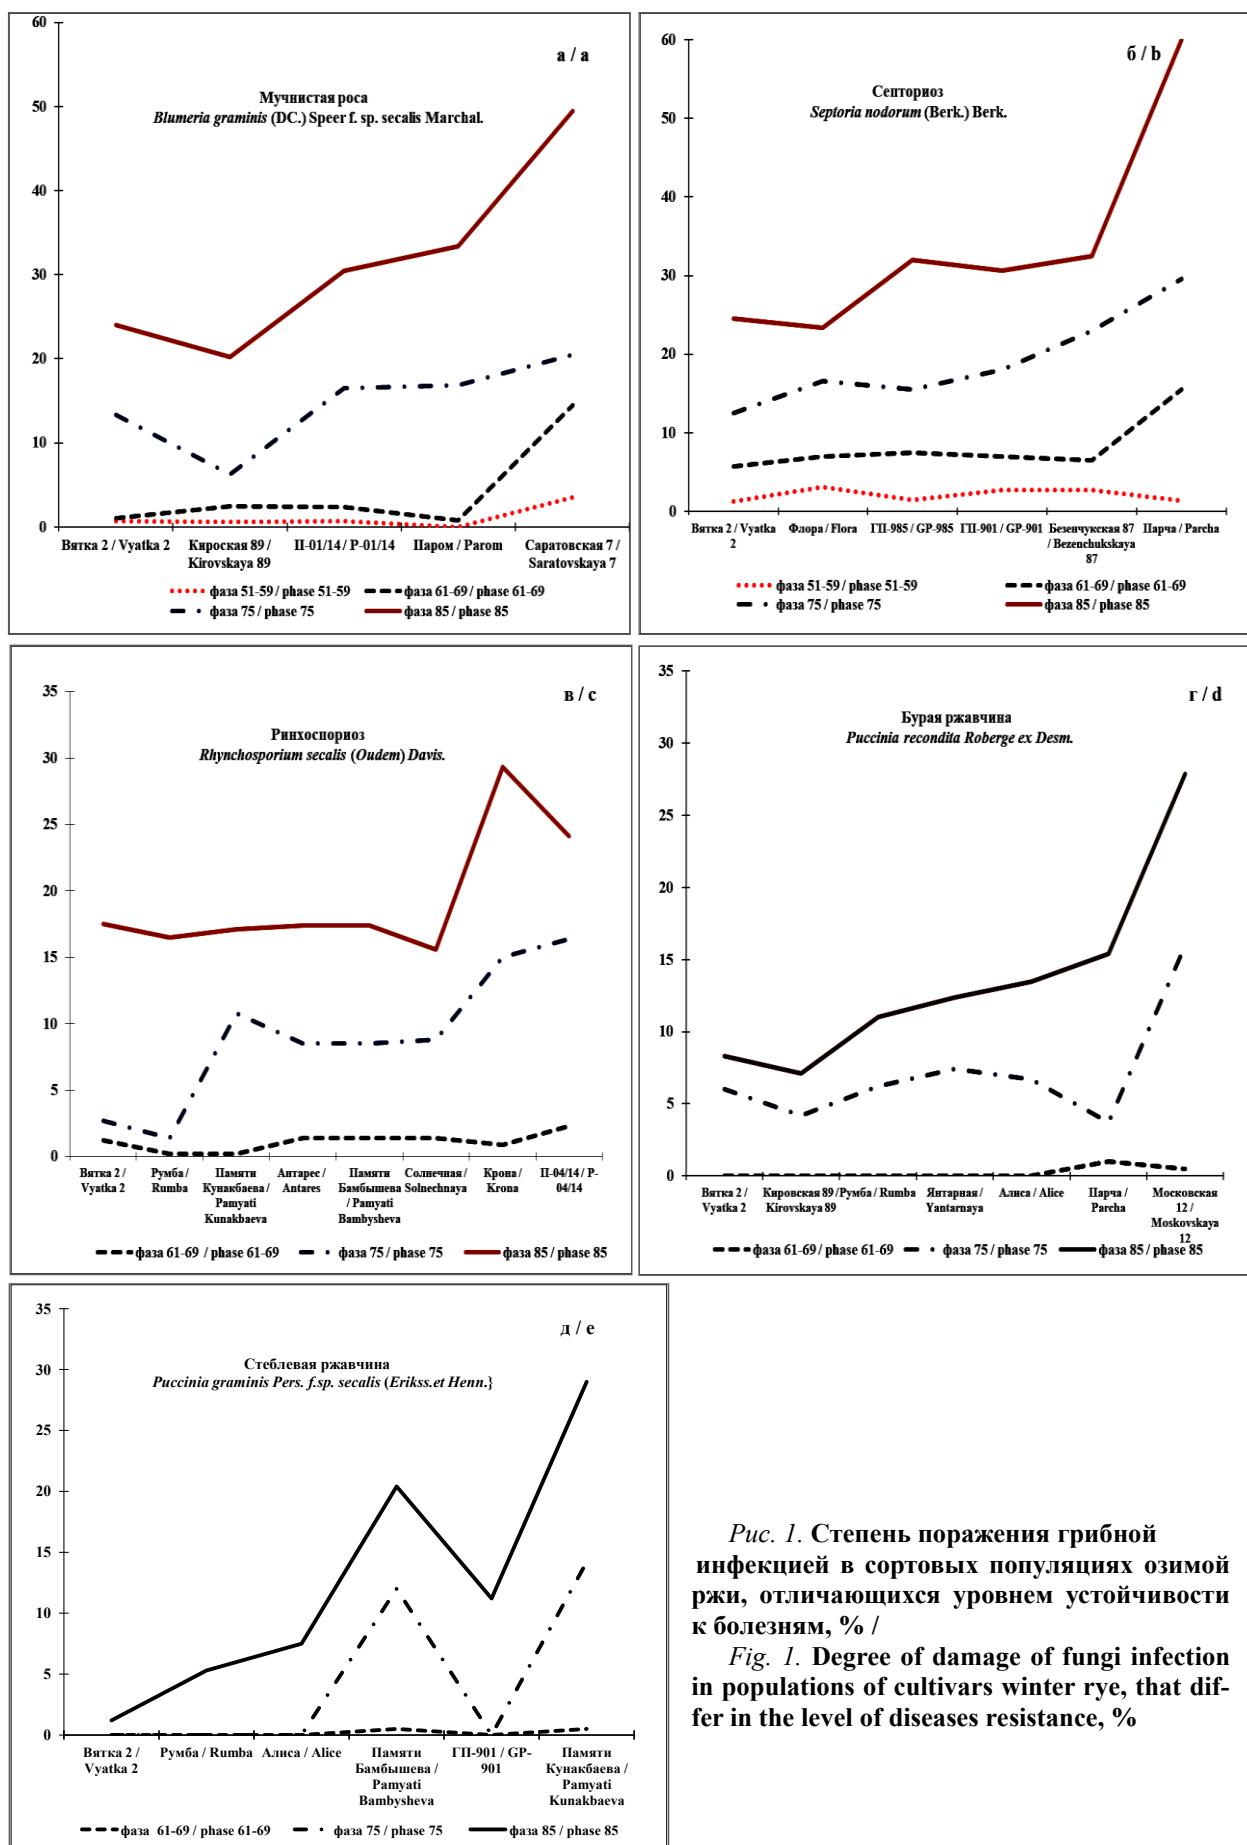 а / a
Мучнистая роса
Blumeria graminis (DC.) Speer f. sp. secalis Marchal.
60
50
40
30
20
10
0
Вятка 2 / Vyatka 2
Кироская 89 /
Kirovskaya 89
П-01/14 / P-01/14
Паром / Parom
Саратовская 7 /
Saratovskaya 7
фаза 51-59 / phase 51-59
фаза 61-69 / phase 61-69
фаза 75 / phase 75
фаза 85 / phase 85
б / b
Септориоз
Septoria nodorum (Berk.) Berk.
60
50
40
30
20
10
0
Вятка 2 / Vyatka
2
Флора / Flora
ГП-985 / GP-985
ГП-901 / GP-901
Безенчукская 87
/ Bezenchukskaya
87
Парча / Parcha
фаза 51-59 / phase 51-59
фаза 61-69 / phase 61-69
фаза 75 / phase 75
фаза 85 / phase 85
в / c
Ринхоспориоз
Rhynchosporium secalis (Oudem) Davis.
35
30
25
20
15
10
5
0
Вятка 2 /
Vyatka 2
Румба /
Rumba
Памяти
Кунакбаева /
Pamyati
Kunakbaeva
Антарес /
Antares
Памяти
Бамбышева
/ Pamyati
Bambysheva
Солнечная /
Solnechnaya
Крона /
Krona
П-04/14 / P-
04/14
фаза 61-69 / phase 61-69
фаза 75 / phase 75
фаза 85 / phase 85
г / d
Бурая ржавчина
Puccinia recondita Roberge ex Desm.
35
30
25
20
15
10
5
0
Вятка 2 /
Vyatka 2
Кировская 89 /
Kirovskaya 89
Румба / Rumba
Янтарная /
Yantarnaya
Алиса / Alice
Парча /
Parcha
Московская
12 /
Moskovskaya
12
фаза 61-69 / phase 61-69
фаза 75 / phase 75
фаза 85 / phase 85
д / e
Стеблевая ржавчина
Puccinia graminis Pers. f.sp. secalis (Erikss.et Henn.}
35
30
25
20
15
10
5
0
Вятка 2 /
Vyatka 2
Румба / Rumba
Алиса / Alice
Памяти
Бамбышева /
Pamyati
Bambysheva
ГП-901 / GP-
901
Памяти
Кунакбаева /
Pamyati
Kunakbaeva
фаза 61-69 / phase 61-69
фаза 75 / phase 75
фаза 85 / phase 85
Рис. 1. Степень поражения грибной
инфекцией в сортовых популяциях озимой
ржи, отличающихся уровнем устойчивости
к болезням, % /
Fig. 1. Degree of damage of fungi infection
in populations of cultivars winter rye, that dif-
fer in the level of diseases resistance, %